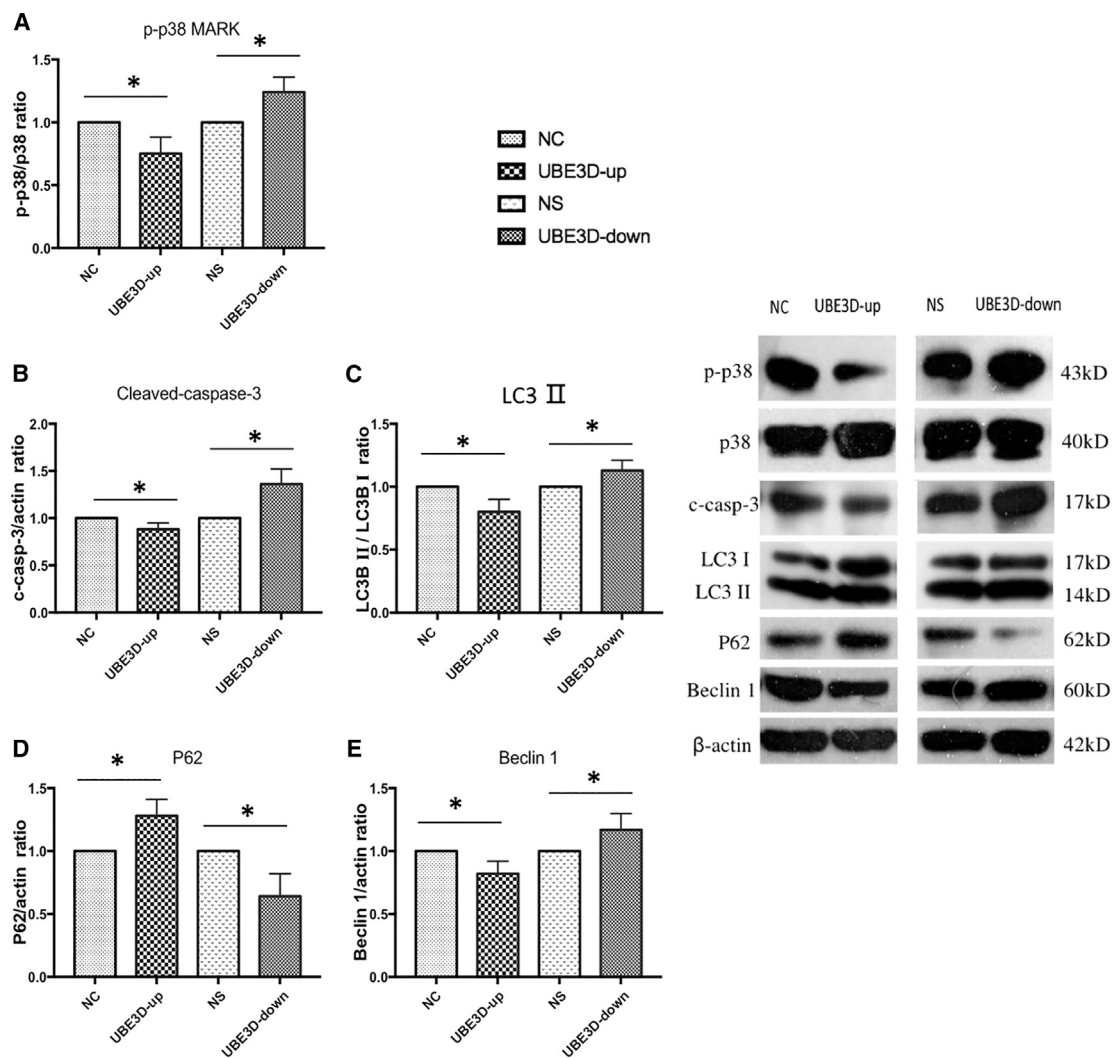 A
p-p38 MARK
*
*
p-p38/p38 ratio
1.5
1.0
0.5
0.0
NC
UBE3D-up
NS
UBE3D-down
NC
UBE3D-up
NS
UBE3D-down
B
Cleaved-caspase-3
*
*
c-casp-3/actin ratio
2.0
1.5
1.0
0.5
0.0
NC
UBE3D-up
NS
UBE3D-down
C
LC3 II
*
*
LC3B II / LC3B I ratio
1.5
1.0
0.5
0.0
NC
UBE3D-up
NS
UBE3D-down
D
P62
*
*
P62/actin ratio
1.5
1.0
0.5
0.0
NC
UBE3D-up
NS
UBE3D-down
E
Beclin 1
*
*
Beclin 1/actin ratio
1.5
1.0
0.5
0.0
NC
UBE3D-up
NS
UBE3D-down
NC UBE3D-up NS UBE3D-down
p-p38 43kD
p38 40kD
c-casp-3 17kD
LC3 I 17kD
LC3 II 14kD
P62 62kD
Beclin 1 60kD
β-actin 42kD